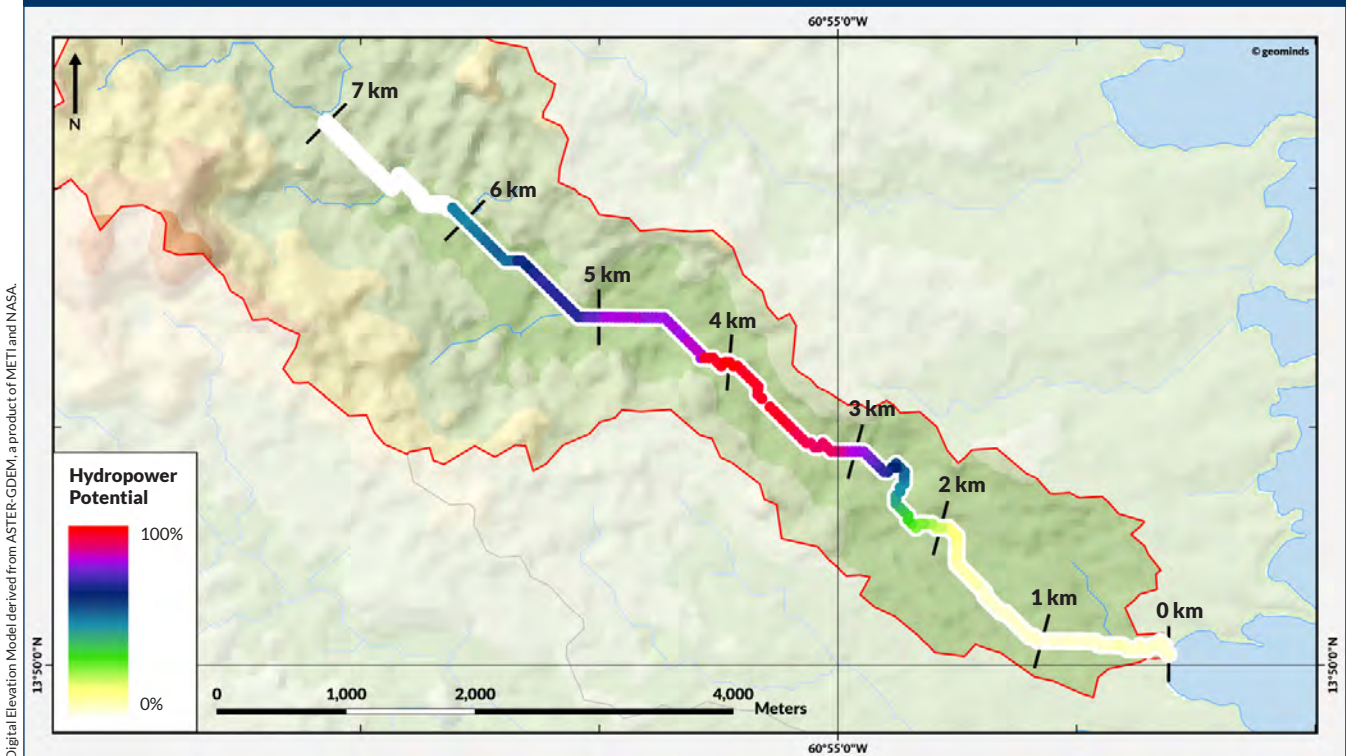 60°55'0"W
© geominds
N
7 km
6 km
5 km
4 km
3 km
2 km
1 km
0 km
Hydropower
Potential
100%
0%
0 1,000 2,000 4,000
Meters
13°50'0"N
13°50'0"N
60°55'0"W
Digital Elevation Model derived from ASTER-GDEM, a product of METI and NASA.